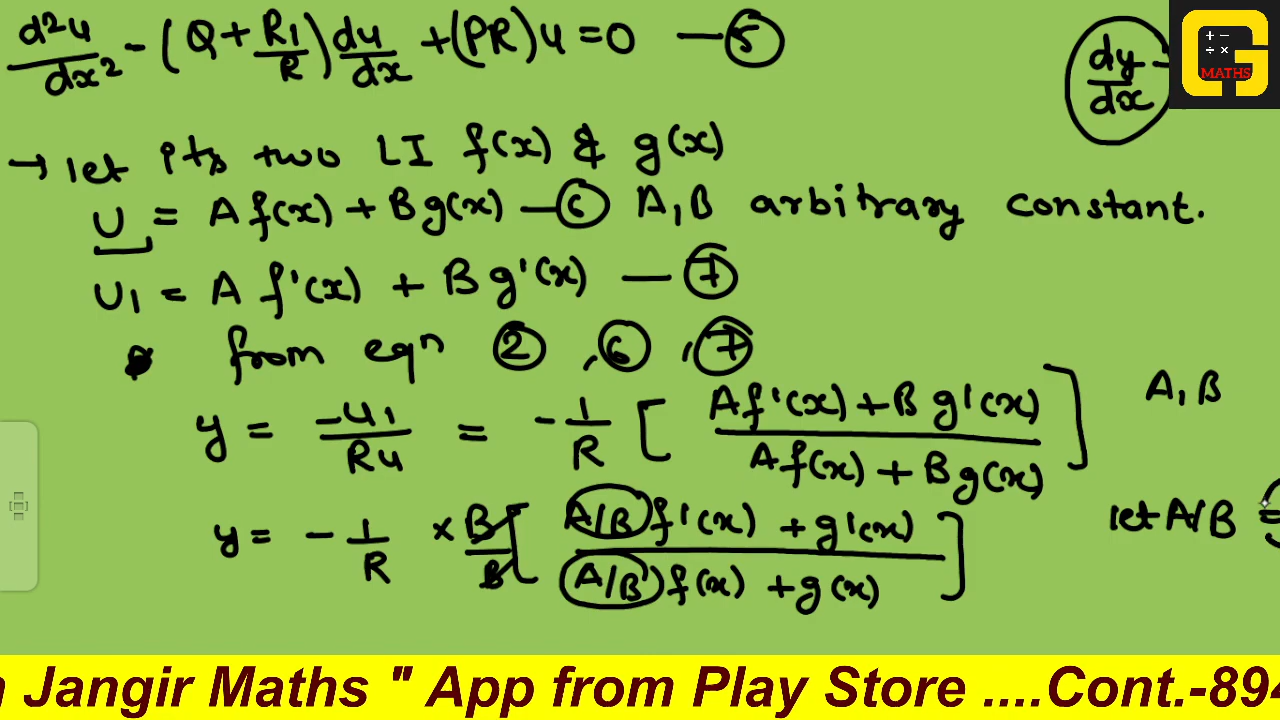 d²u/dx² - (Q + R₁/R) du/dx + (PR)u = 0 — ⑤
dy/dx
+ −
÷ ×
MATHS
→ let its two LI f(x) & g(x)
U = A f(x) + B g(x) — ⑥ A, B arbitrary constant.
U₁ = A f'(x) + B g'(x) — ⑦
from eqⁿ ②, ⑥, ⑦
y = -u₁/Ru = -1/R [ Af'(x) + B g'(x) / Af(x) + B g(x) ] A, B
y = -1/R × B/B [ (A/B) f'(x) + g'(x) / (A/B) f(x) + g(x) ] let A/B =
Jangir Maths " App from Play Store ....Cont.-894